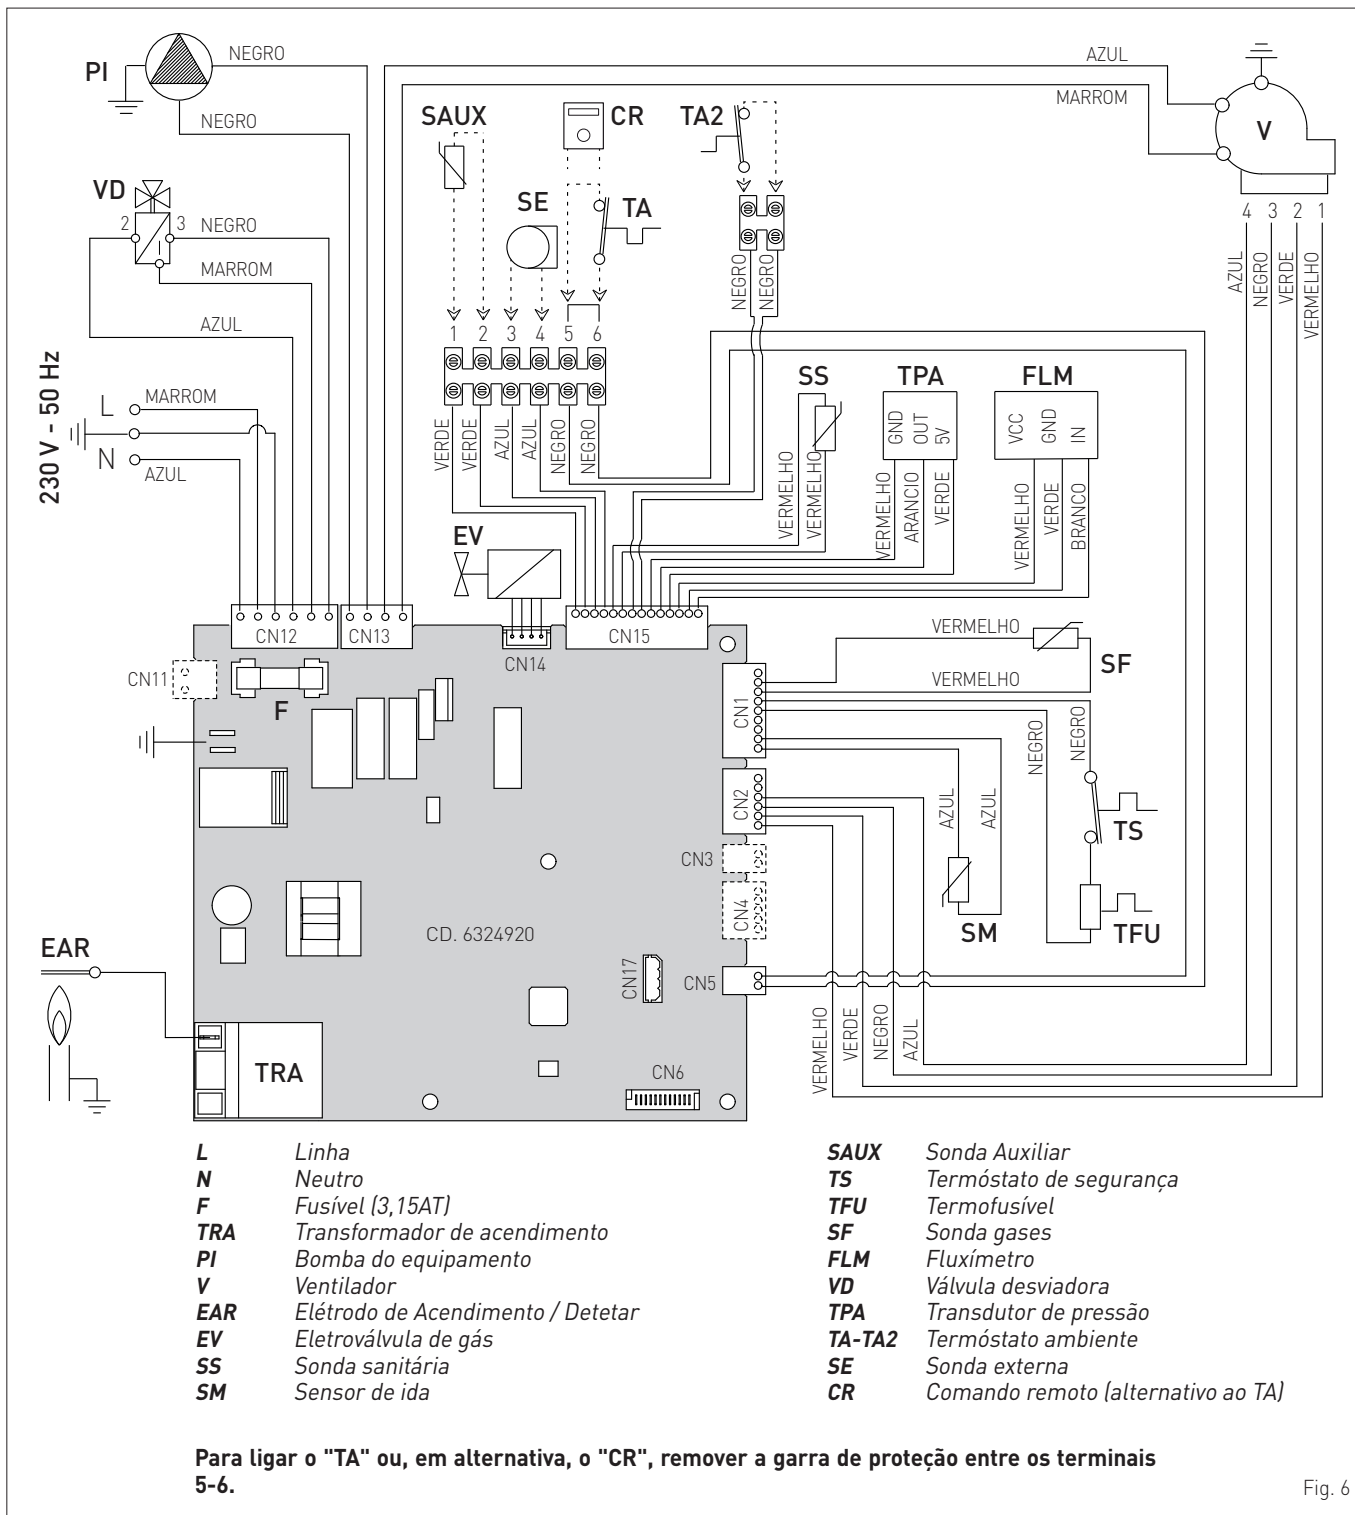 PI
NEGRO
NEGRO
SAUX
CR
TA2
AZUL
MARROM
V
VD
2
3
NEGRO
MARROM
AZUL
SE
TA
4 3 2 1
AZUL
NEGRO
VERDE
VERMELHO
NEGRO
NEGRO
1 2 3 4 5 6
230 V - 50 Hz
L
MARROM
N
AZUL
VERDE
VERDE
AZUL
AZUL
NEGRO
NEGRO
SS
TPA
FLM
GND
OUT
5V
VCC
GND
IN
VERMELHO
VERMELHO
VERMELHO
ARANCIO
VERDE
VERMELHO
VERDE
BRANCO
EV
CN12
CN13
CN14
CN15
CN11
F
VERMELHO
SF
VERMELHO
CN1
NEGRO
NEGRO
CN2
AZUL
AZUL
TS
CN3
CN4
SM
TFU
CD. 6324920
EAR
CN17
CN5
VERMELHO
VERDE
NEGRO
AZUL
TRA
CN6
L Linha
N Neutro
F Fusível (3,15AT)
TRA Transformador de acendimento
PI Bomba do equipamento
V Ventilador
EAR Elétrodo de Acendimento / Detetar
EV Eletroválvula de gás
SS Sonda sanitária
SM Sensor de ida
SAUX Sonda Auxiliar
TS Termóstato de segurança
TFU Termofusível
SF Sonda gases
FLM Fluxímetro
VD Válvula desviadora
TPA Transdutor de pressão
TA-TA2 Termóstato ambiente
SE Sonda externa
CR Comando remoto (alternativo ao TA)
Para ligar o "TA" ou, em alternativa, o "CR", remover a garra de proteção entre os terminais
5-6.
Fig. 6